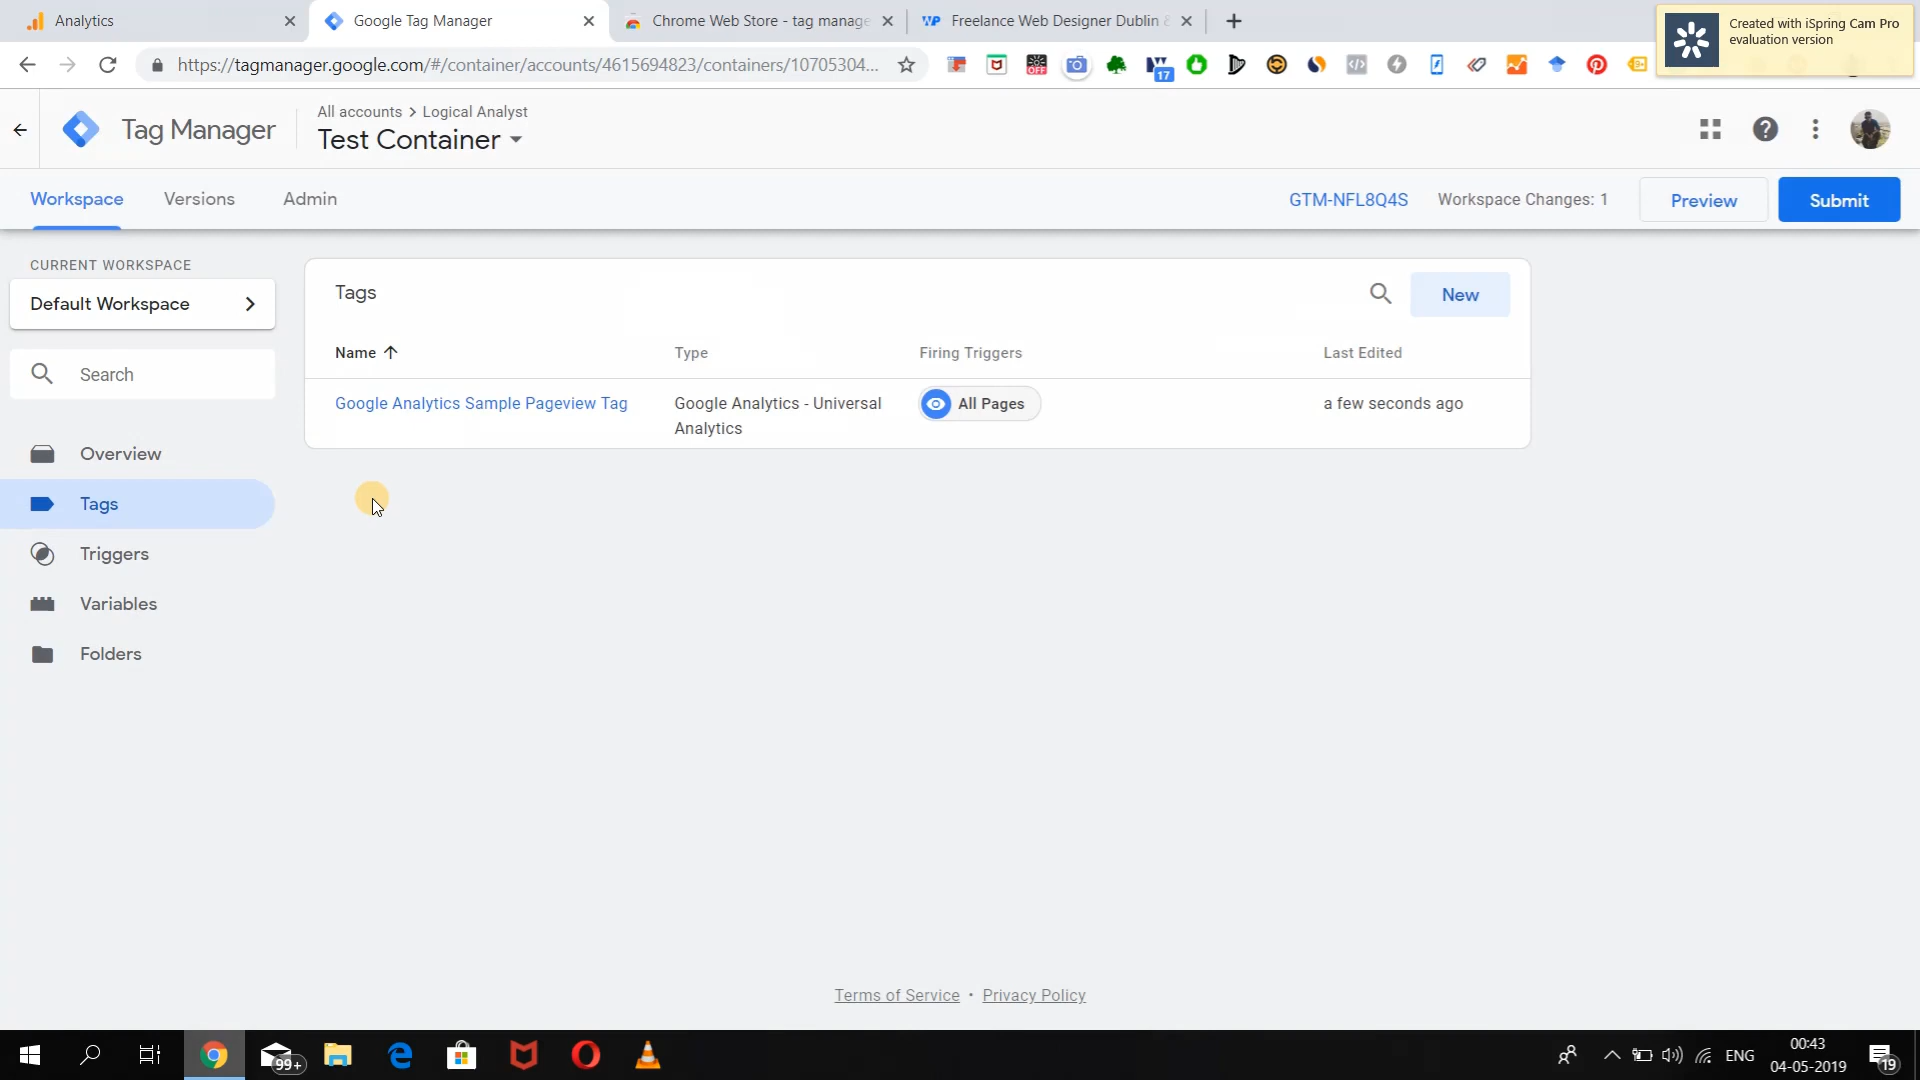 Analytics
Google Tag Manager
Chrome Web Store - tag manage
Freelance Web Designer Dublin &
Created with iSpring Cam Pro
evaluation version
https://tagmanager.google.com/#/container/accounts/4615694823/containers/10705304...
OFF
17
Tag Manager
All accounts > Logical Analyst
Test Container
Workspace
Versions
Admin
GTM-NFL8Q4S
Workspace Changes: 1
Preview
Submit
CURRENT WORKSPACE
Default Workspace
Search
Overview
Tags
Triggers
Variables
Folders
Tags
New
Name
Type
Firing Triggers
Last Edited
Google Analytics Sample Pageview Tag
Google Analytics - Universal
Analytics
All Pages
a few seconds ago
Terms of Service • Privacy Policy
99+
ENG
00:43
04-05-2019
19